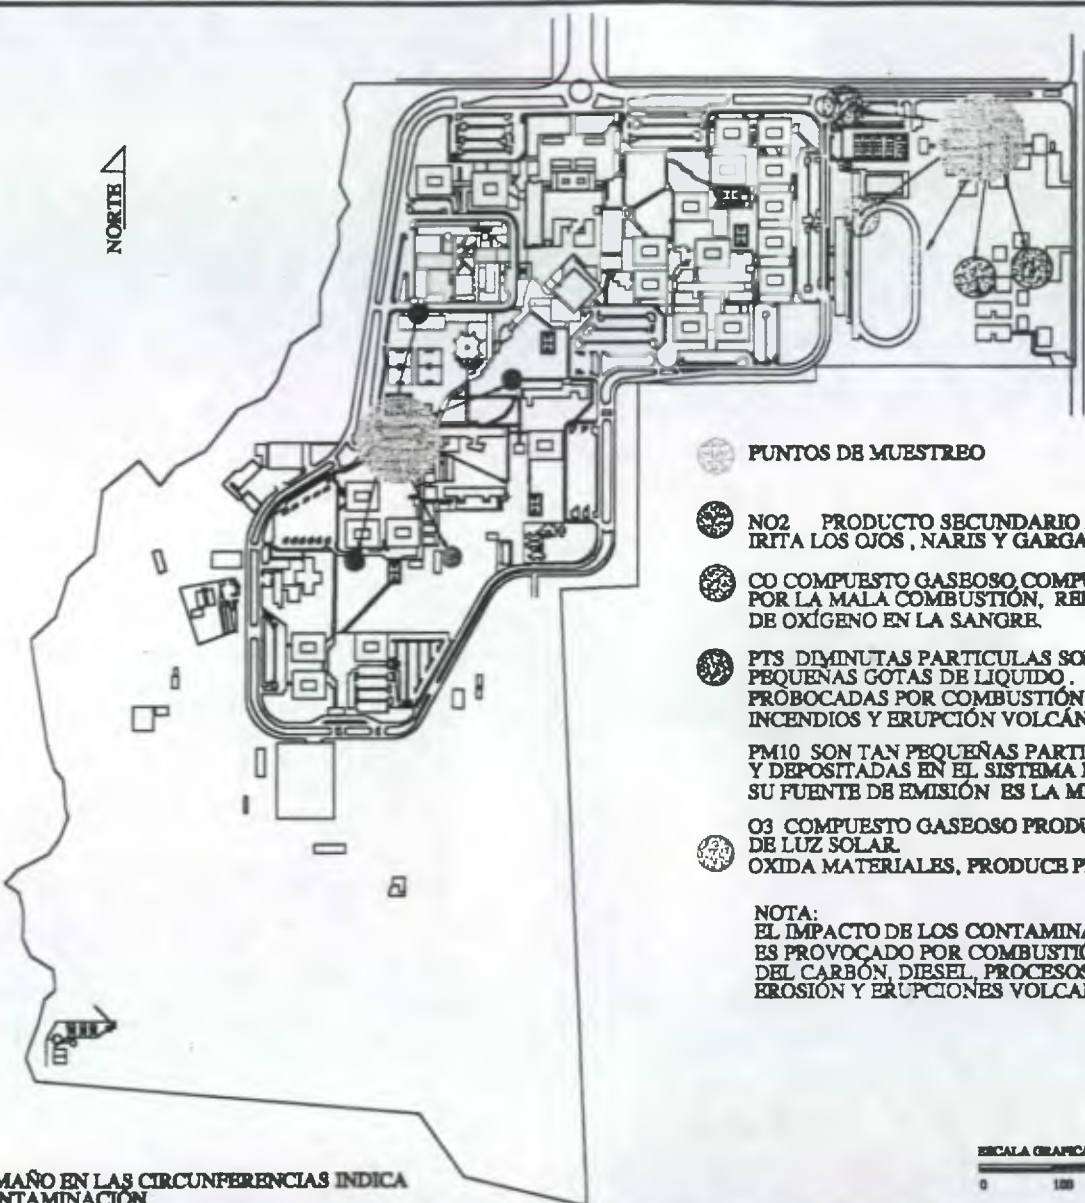 NORTE
PUNTOS DE MUESTREO
NO2 PRODUCTO SECUNDARIO
IRITA LOS OJOS , NARIS Y GARGA
CO COMPUESTO GASEOSO, COMPU
POR LA MALA COMBUSTIÓN, RE
DE OXÍGENO EN LA SANGRE.
PTS DIMINUTAS PARTICULAS SO
PEQUEÑAS GOTAS DE LIQUIDO .
PROBOCADAS POR COMBUSTIÓN
INCENDIOS Y ERUPCIÓN VOLCÁN
PM10 SON TAN PEQUEÑAS PARTI
Y DEPOSITADAS EN EL SISTEMA
SU FUENTE DE EMISIÓN ES LA M
O3 COMPUESTO GASEOSO PRODU
DE LUZ SOLAR.
OXIDA MATERIALES, PRODUCE P
NOTA:
EL IMPACTO DE LOS CONTAMINA
ES PROVOCADO POR COMBUSTIO
DEL CARBÓN, DIESEL, PROCESOS
EROSIÓN Y ERUPCIONES VOLCA
MAÑO EN LAS CIRCUNFERENCIAS INDICA
NTAMINACIÓN
ESCALA GRAFICA
0 100